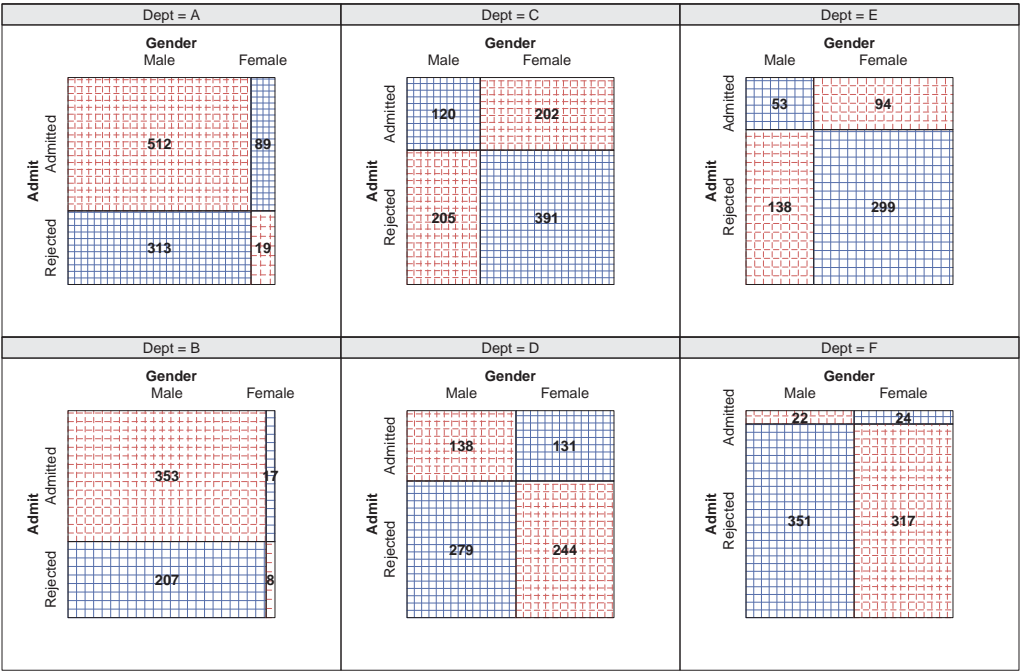 Dept = A
Gender
Male Female
Admit
Admitted
Rejected
512 89
313 19
Dept = C
Gender
Male Female
Admit
Admitted
Rejected
120 202
205 391
Dept = E
Gender
Male Female
Admit
Admitted
Rejected
53 94
138 299
Dept = B
Gender
Male Female
Admit
Admitted
Rejected
353 17
207 8
Dept = D
Gender
Male Female
Admit
Admitted
Rejected
138 131
279 244
Dept = F
Gender
Male Female
Admit
Admitted
Rejected
22 24
351 317